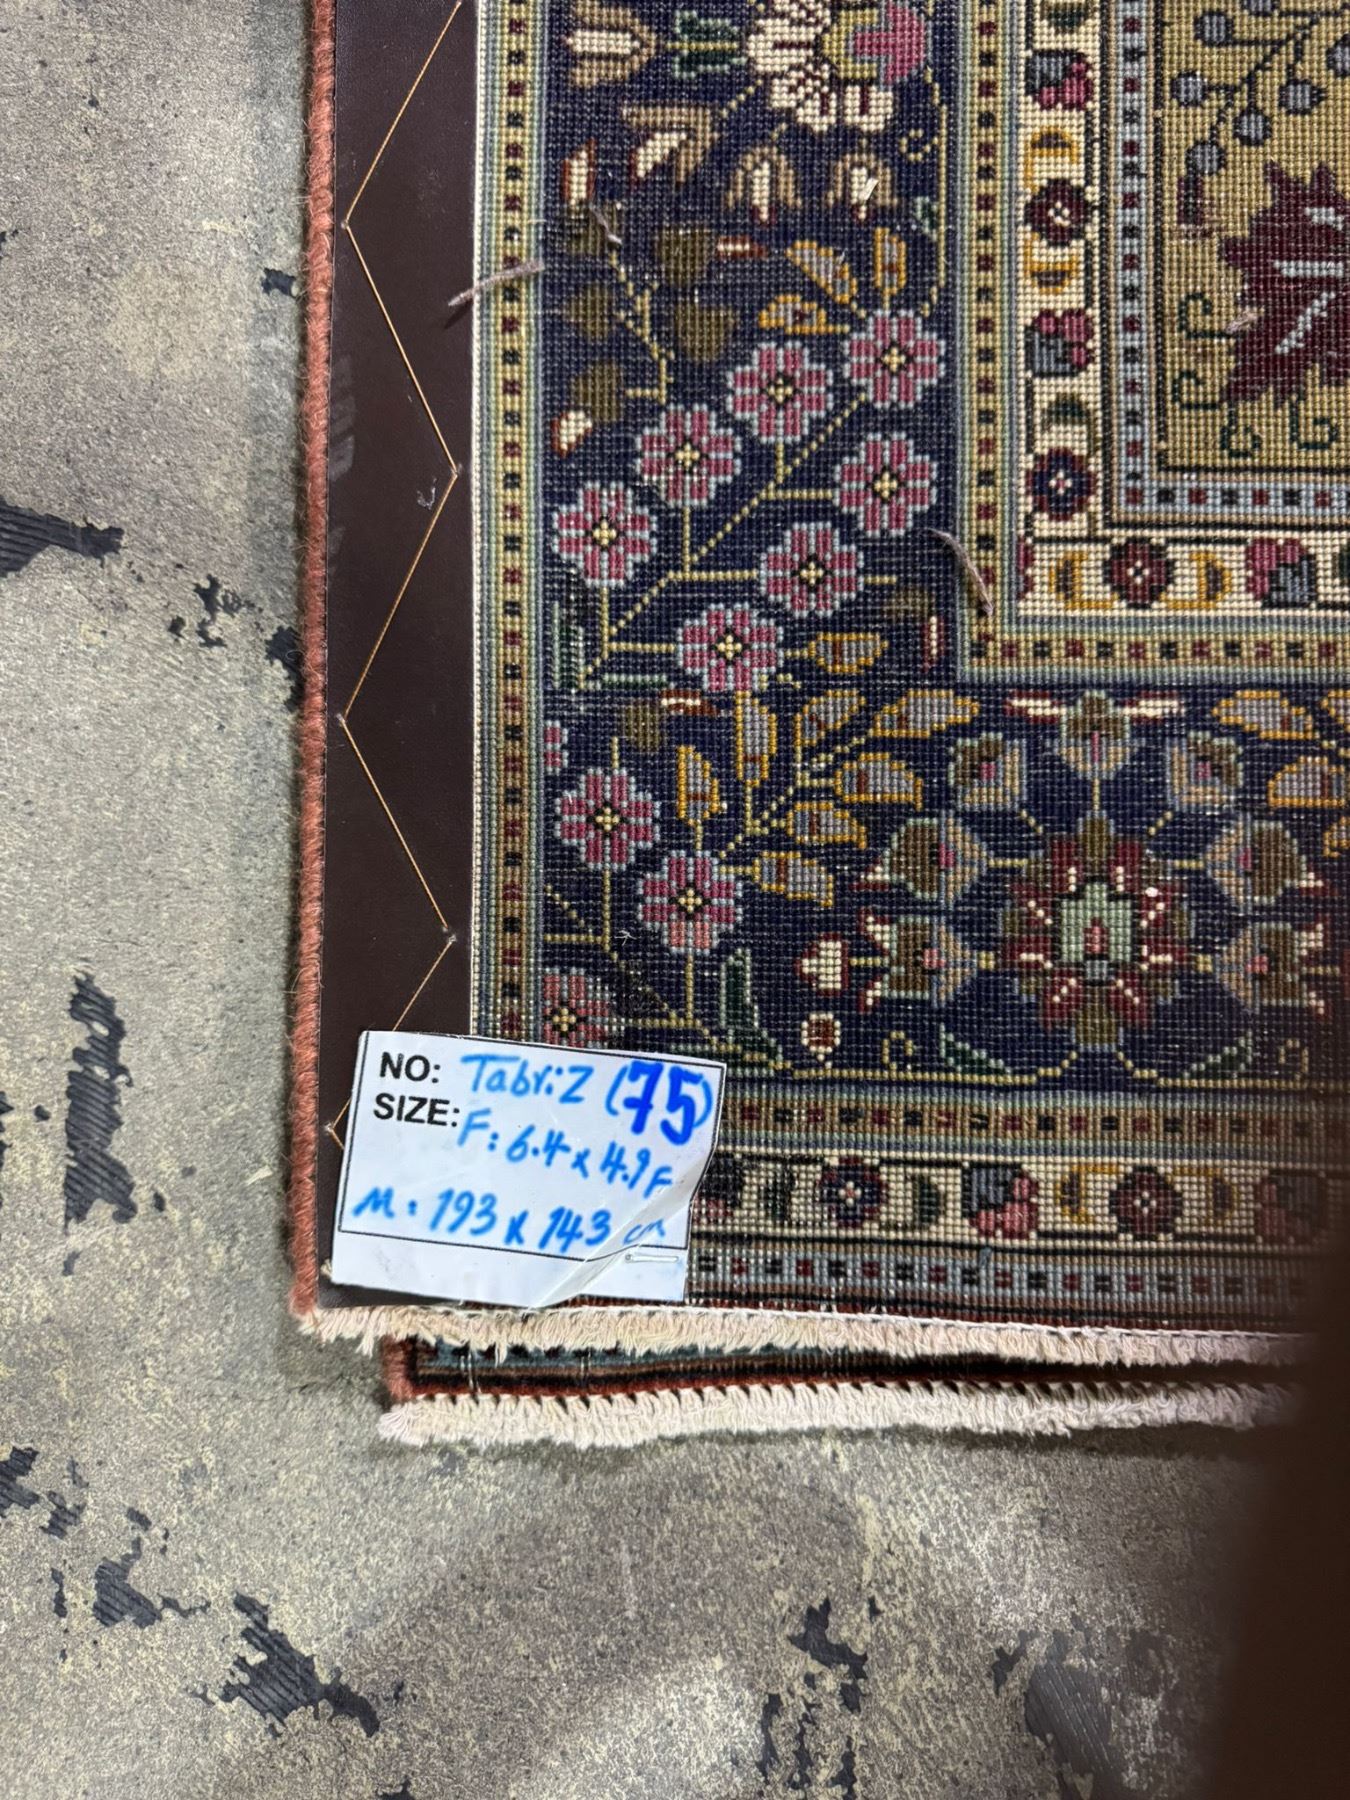 NO: Tabriz (75)
SIZE: F: 6.4 x 4.9 F
M: 193 x 143 cm